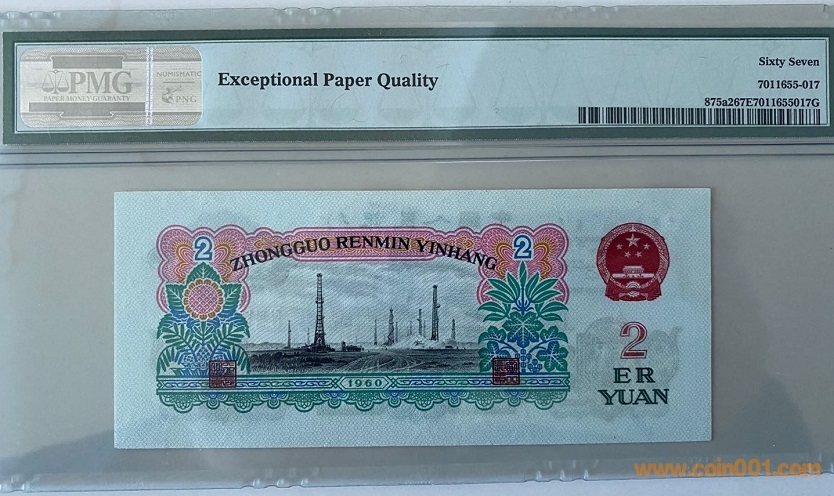 PMG
PAPER MONEY GUARANTY
NUMISMATIC
PNG
Exceptional Paper Quality
Sixty Seven
7011655-017
875a267E7011655017G
2
2
ZHONGGUO RENMIN YINHANG
1960
2
ER
YUAN
www.coin001.com